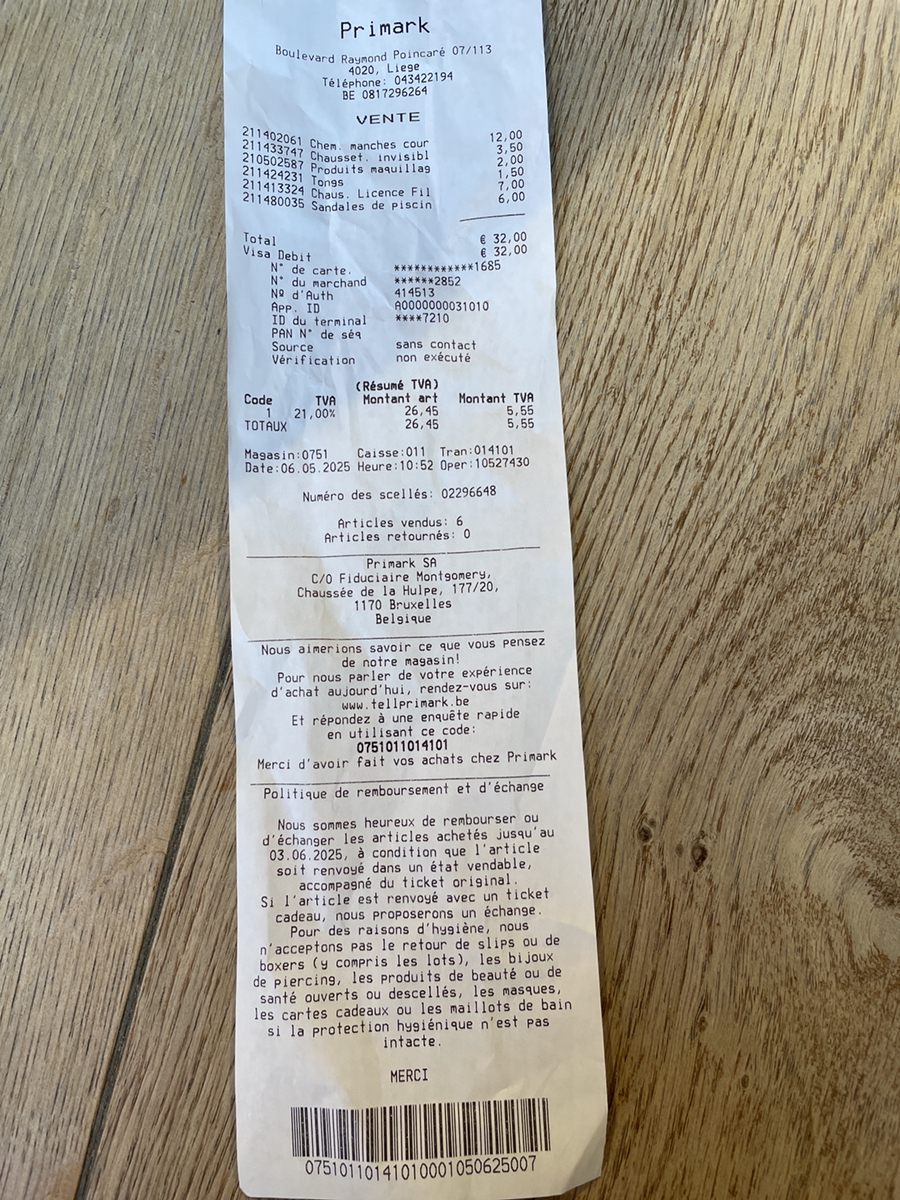 Primark
Boulevard Raymond Poincaré 07/113
4020, Liege
Téléphone: 043422194
BE 0817296264
VENTE
211402061 Chem. manches cour 12,00
211433747 Chausset. invisibl 3,50
210502587 Produits maquillag 2,00
211424231 Tongs 1,50
211413324 Chaus. Licence Fil 7,00
211480035 Sandales de piscin 6,00
Total € 32,00
Visa Debit € 32,00
N° de carte. ************1685
N° du marchand ******2852
Nº d'Auth 414513
App. ID A0000000031010
ID du terminal ****7210
PAN N° de séq
Source sans contact
Vérification non exécuté
(Résumé TVA)
Code TVA Montant art Montant TVA
1 21,00% 26,45 5,55
TOTAUX 26,45 5,55
Magasin:0751 Caisse:011 Tran:014101
Date:06.05.2025 Heure:10:52 Oper:10527430
Numéro des scellés: 02296648
Articles vendus: 6
Articles retournés: 0
Primark SA
C/O Fiduciaire Montgomery,
Chaussée de la Hulpe, 177/20,
1170 Bruxelles
Belgique
Nous aimerions savoir ce que vous pensez
de notre magasin!
Pour nous parler de votre expérience
d'achat aujourd'hui, rendez-vous sur:
www.tellprimark.be
Et répondez à une enquête rapide
en utilisant ce code:
0751011014101
Merci d'avoir fait vos achats chez Primark
Politique de remboursement et d'échange
Nous sommes heureux de rembourser ou
d'échanger les articles achetés jusqu'au
03.06.2025, à condition que l'article
soit renvoyé dans un état vendable,
accompagné du ticket original.
Si l'article est renvoyé avec un ticket
cadeau, nous proposerons un échange.
Pour des raisons d'hygiène, nous
n'acceptons pas le retour de slips ou de
boxers (y compris les lots), les bijoux
de piercing, les produits de beauté ou de
santé ouverts ou descellés, les masques,
les cartes cadeaux ou les maillots de bain
si la protection hygiénique n'est pas
intacte.
MERCI
07510110141010001050625007